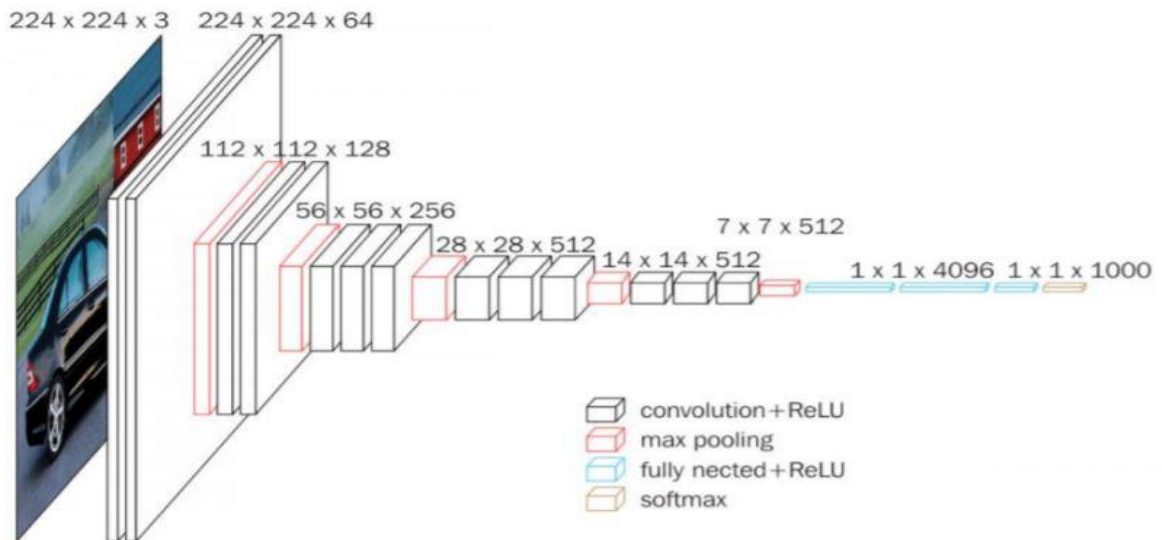 224 x 224 x 3
224 x 224 x 64
112 x 112 x 128
56 x 56 x 256
28 x 28 x 512
14 x 14 x 512
7 x 7 x 512
1 x 1 x 4096
1 x 1 x 1000
convolution+ReLU
max pooling
fully nected+ReLU
softmax